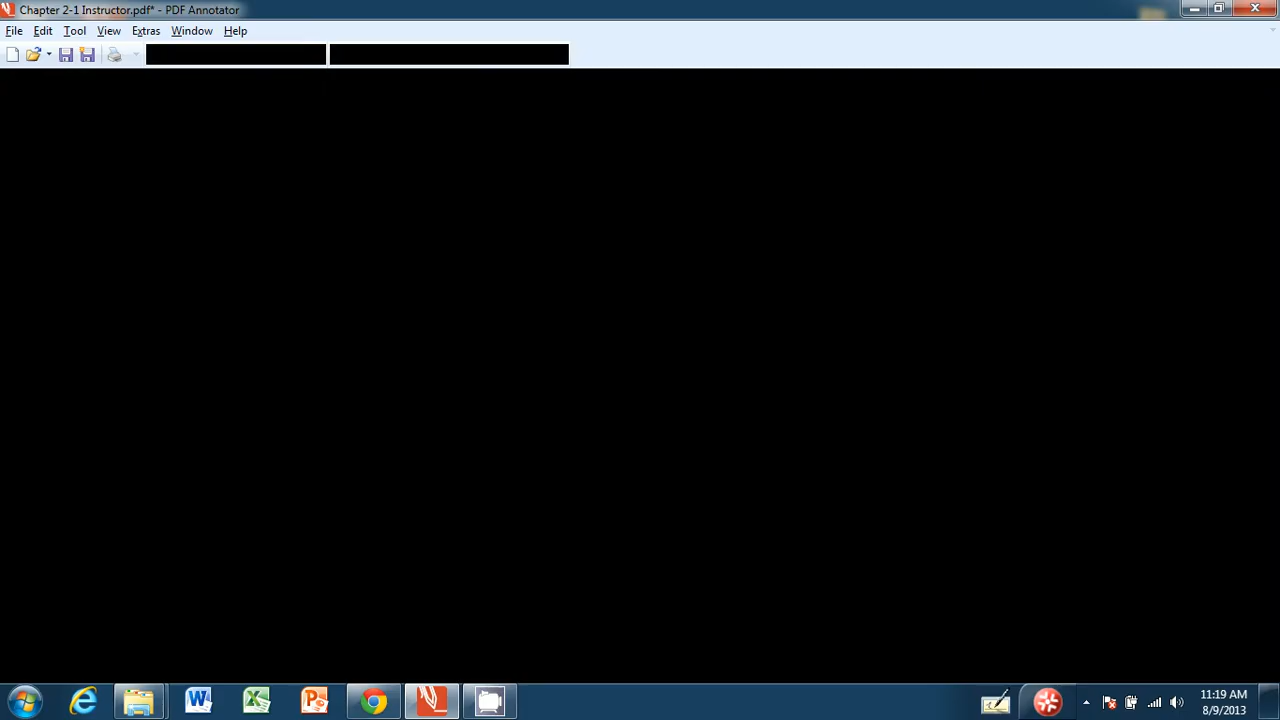 Chapter 2-1 Instructor.pdf* - PDF Annotator
File Edit Tool View Extras Window Help
11:19 AM
8/9/2013